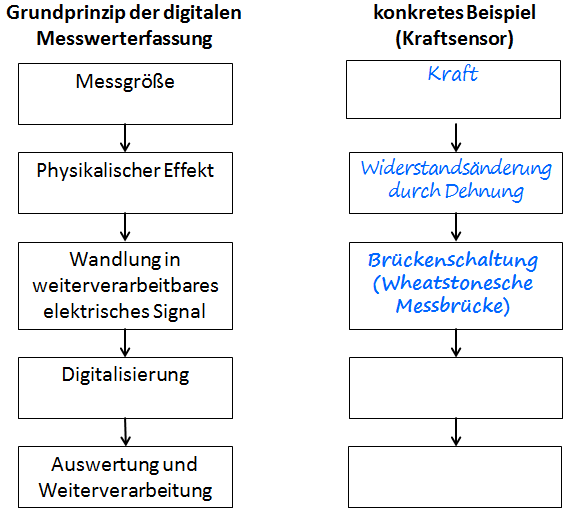 Grundprinzip der digitalen
Messwerterfassung
Messgröße
Physikalischer Effekt
Wandlung in
weiterverarbeitbares
elektrisches Signal
Digitalisierung
Auswertung und
Weiterverarbeitung
konkretes Beispiel
(Kraftsensor)
Kraft
Widerstandsänderung
durch Dehnung
Brückenschaltung
(Wheatstonesche
Messbrücke)